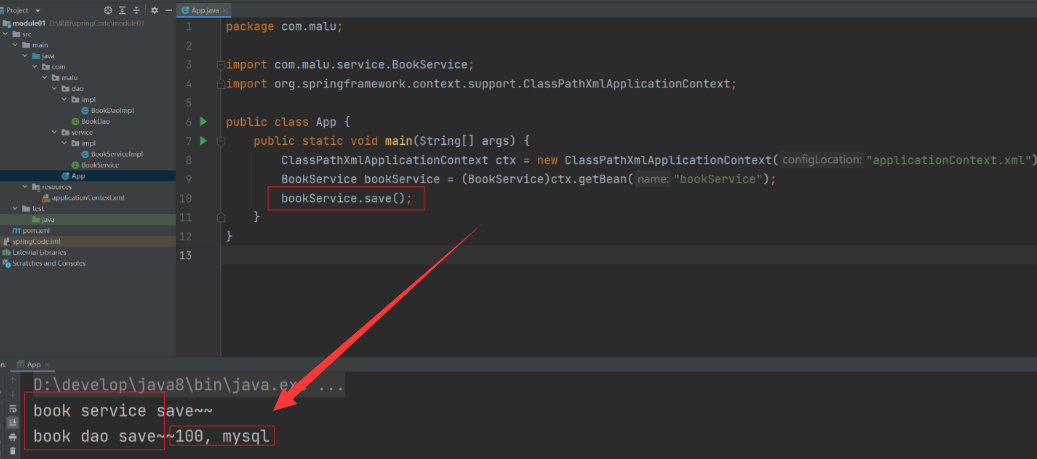 Project
App.java
module01 D:\桌面\springCode\module01
src
main
java
com
malu
dao
impl
BookDaoImpl
BookDao
service
impl
BookServiceImpl
BookService
App
resources
applicationContext.xml
test
java
pom.xml
springCode.iml
External Libraries
Scratches and Consoles
1 package com.malu;
2
3 import com.malu.service.BookService;
4 import org.springframework.context.support.ClassPathXmlApplicationContext;
5
6 public class App {
7 public static void main(String[] args) {
8 ClassPathXmlApplicationContext ctx = new ClassPathXmlApplicationContext( configLocation: "applicationContext.xml")
9 BookService bookService = (BookService)ctx.getBean( name: "bookService");
10 bookService.save();
11 }
12 }
13
App
D:\develop\java8\bin\java.exe ...
book service save~~
book dao save~~100, mysql